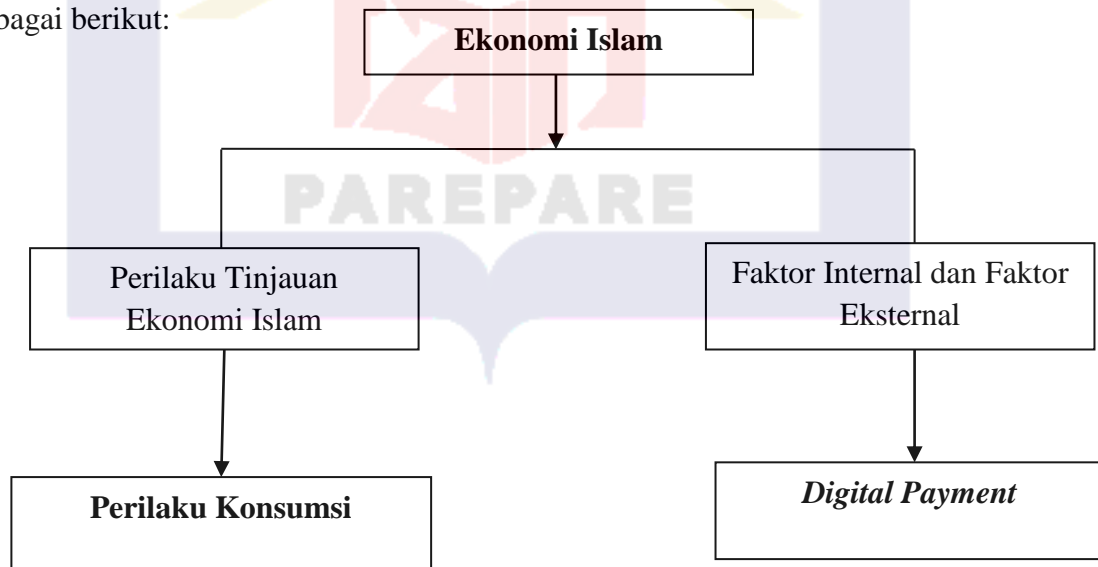 bagai berikut:
Ekonomi Islam
PAREPARE
Perilaku Tinjauan
Ekonomi Islam
Faktor Internal dan Faktor
Eksternal
Perilaku Konsumsi
Digital Payment